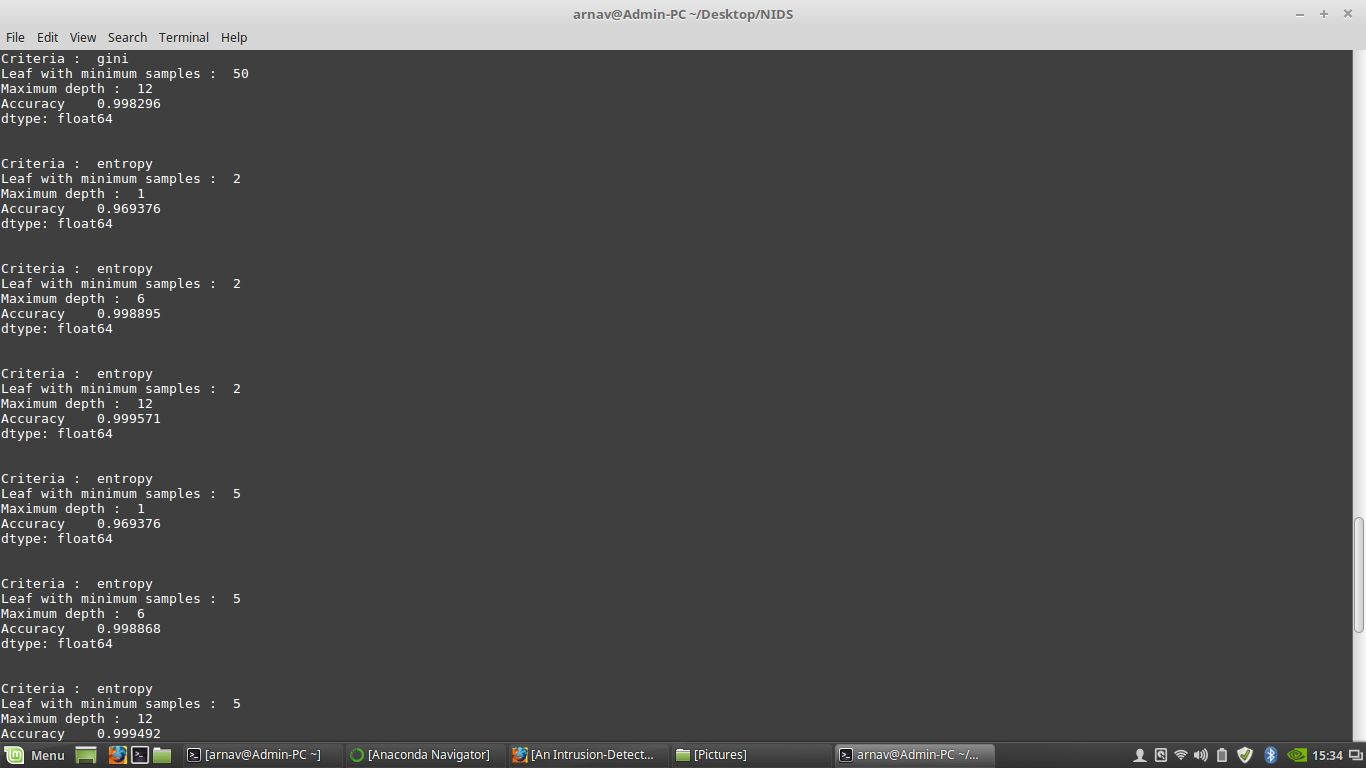 arnav@Admin-PC ~/Desktop/NIDS
File Edit View Search Terminal Help
Criteria :  gini
Leaf with minimum samples :  50
Maximum depth :  12
Accuracy    0.998296
dtype: float64
Criteria :  entropy
Leaf with minimum samples :  2
Maximum depth :  1
Accuracy    0.969376
dtype: float64
Criteria :  entropy
Leaf with minimum samples :  2
Maximum depth :  6
Accuracy    0.998895
dtype: float64
Criteria :  entropy
Leaf with minimum samples :  2
Maximum depth :  12
Accuracy    0.999571
dtype: float64
Criteria :  entropy
Leaf with minimum samples :  5
Maximum depth :  1
Accuracy    0.969376
dtype: float64
Criteria :  entropy
Leaf with minimum samples :  5
Maximum depth :  6
Accuracy    0.998868
dtype: float64
Criteria :  entropy
Leaf with minimum samples :  5
Maximum depth :  12
Accuracy    0.999492
Menu [arnav@Admin-PC ~] [Anaconda Navigator] [An Intrusion-Detect... [Pictures] arnav@Admin-PC ~/... 15:34